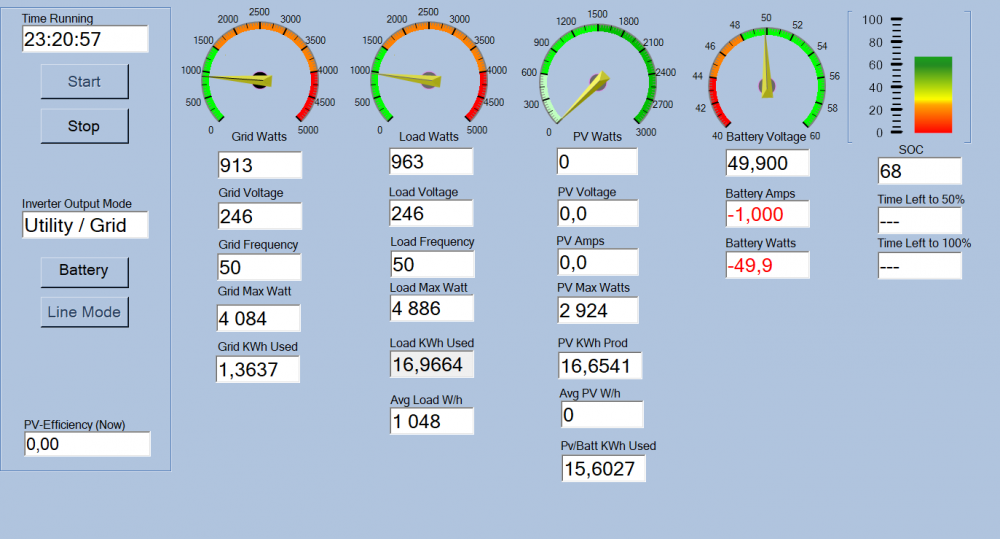 Time Running
23:20:57
Start
Stop
Inverter Output Mode
Utility / Grid
Battery
Line Mode
PV-Efficiency (Now)
0,00
0
500
1000
1500
2000
2500
3000
3500
4000
4500
5000
Grid Watts
913
Grid Voltage
246
Grid Frequency
50
Grid Max Watt
4 084
Grid KWh Used
1,3637
0
500
1000
1500
2000
2500
3000
3500
4000
4500
5000
Load Watts
963
Load Voltage
246
Load Frequency
50
Load Max Watt
4 886
Load KWh Used
16,9664
Avg Load W/h
1 048
0
300
600
900
1200
1500
1800
2100
2400
2700
3000
PV Watts
0
PV Voltage
0,0
PV Amps
0,0
PV Max Watts
2 924
PV KWh Prod
16,6541
Avg PV W/h
0
Pv/Batt KWh Used
15,6027
40
42
44
46
48
50
52
54
56
58
60
Battery Voltage
49,900
Battery Amps
-1,000
Battery Watts
-49,9
100
80
60
40
20
0
SOC
68
Time Left to 50%
---
Time Left to 100%
---